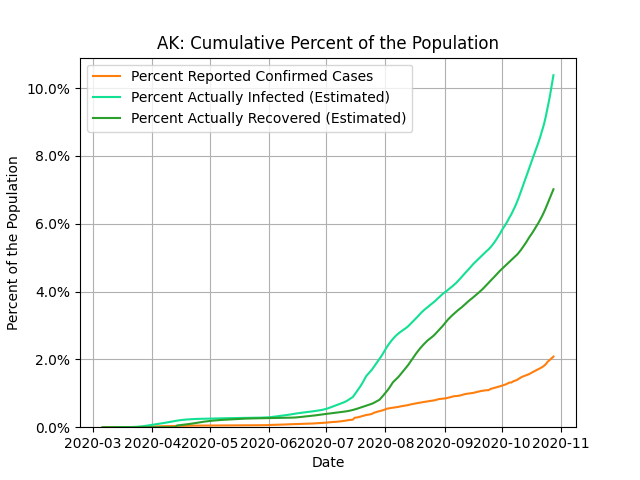 AK: Cumulative Percent of the Population
Percent Reported Confirmed Cases
Percent Actually Infected (Estimated)
Percent Actually Recovered (Estimated)
Percent of the Population
10.0%
8.0%
6.0%
4.0%
2.0%
0.0%
2020-03 2020-04 2020-05 2020-06 2020-07 2020-08 2020-09 2020-10 2020-11
Date